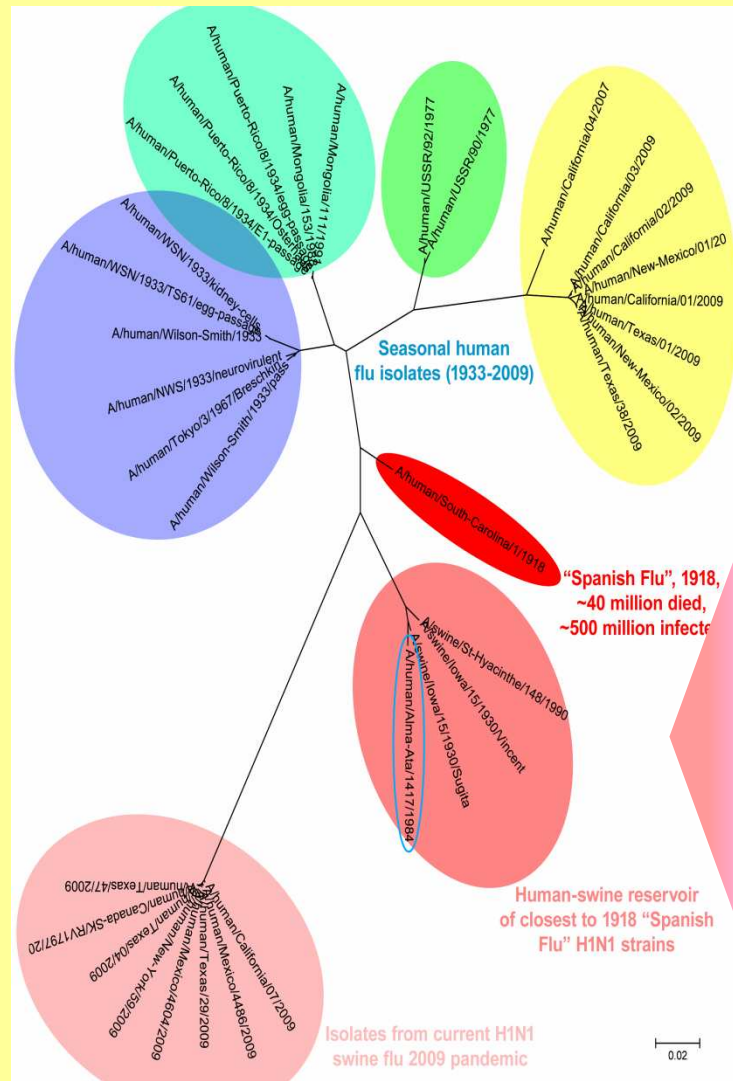 A/human/Mongolia/111/1991
A/human/Mongolia/153/1988
A/human/Puerto-Rico/8/1934/egg-passage
A/human/Puerto-Rico/8/1934/
A/human/Puerto-Rico/8/1934/E1-passage
A/human/USSR/92/1977
A/human/USSR/90/1977
A/human/California/04/2007
A/human/California/03/2009
A/human/California/02/2009
A/human/New-Mexico/01/20
A/human/California/01/2009
A/human/Texas/01/2009
A/human/New-Mexico/02/2009
A/human/Texas/38/2009
A/human/WSN/1933/kidney-cells
A/human/WSN/1933/TS61/egg-passage
A/human/Wilson-Smith/1933
A/human/NWS/1933/neurovirulent
A/human/Tokyo/3/1967/Breschkin
A/human/Wilson-Smith/1933/pass
Seasonal human
flu isolates (1933-2009)
A/human/South-Carolina/1/1918
“Spanish Flu”, 1918,
~40 million died,
~500 million infecte
A/swine/St-Hyacinthe/148/1990
A/swine/Iowa/15/1930/Vincent
A/swine/Iowa/15/1930/Sugita
A/human/Alma-Ata/1417/1984
Human-swine reservoir
of closest to 1918 “Spanish
Flu” H1N1 strains
human/Texas/47/2009
human/Canada-SK/RV1797/20
human/Texas/04/2009
human/New-York/59/2009
human/Mexico/4604/2009
human/Texas/29/2009
human/Mexico/4486/2009
A/human/California/07/2009
Isolates from current H1N1
swine flu 2009 pandemic
0.02